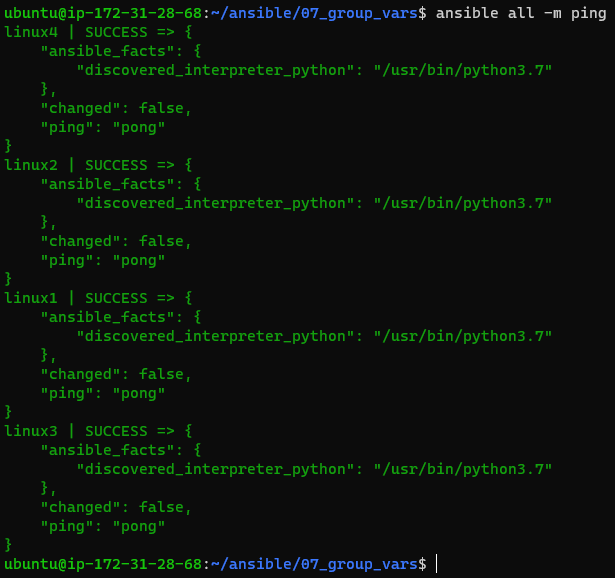 ubuntu@ip-172-31-28-68:~/ansible/07_group_vars$ ansible all -m ping
linux4 | SUCCESS => {
    "ansible_facts": {
        "discovered_interpreter_python": "/usr/bin/python3.7"
    },
    "changed": false,
    "ping": "pong"
}
linux2 | SUCCESS => {
    "ansible_facts": {
        "discovered_interpreter_python": "/usr/bin/python3.7"
    },
    "changed": false,
    "ping": "pong"
}
linux1 | SUCCESS => {
    "ansible_facts": {
        "discovered_interpreter_python": "/usr/bin/python3.7"
    },
    "changed": false,
    "ping": "pong"
}
linux3 | SUCCESS => {
    "ansible_facts": {
        "discovered_interpreter_python": "/usr/bin/python3.7"
    },
    "changed": false,
    "ping": "pong"
}
ubuntu@ip-172-31-28-68:~/ansible/07_group_vars$